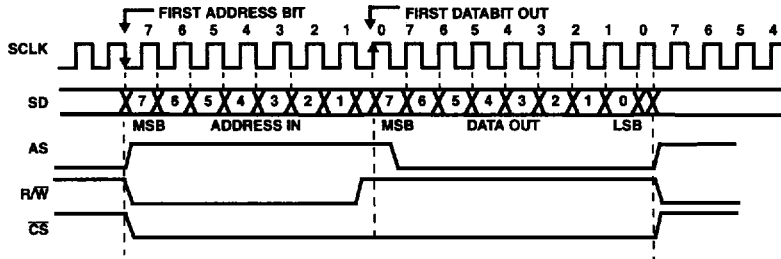 FIRST ADDRESS BIT FIRST DATABIT OUT
7 6 5 4 3 2 1 0 7 6 5 4 3 2 1 0 7 6 5 4
SCLK
SD 7 6 5 4 3 2 1 7 6 5 4 3 2 1 0
MSB ADDRESS IN MSB DATA OUT LSB
AS
R/W
CS